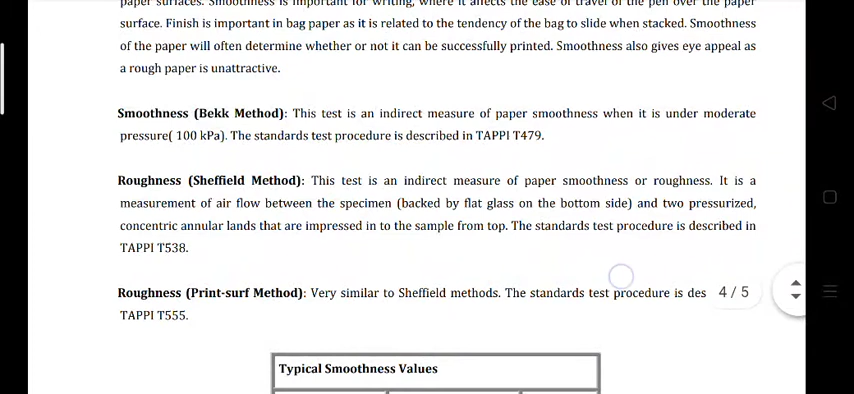 paper surfaces. Smoothness is important for writing, where it affects the ease of travel of the pen over the paper
surface. Finish is important in bag paper as it is related to the tendency of the bag to slide when stacked. Smoothness
of the paper will often determine whether or not it can be successfully printed. Smoothness also gives eye appeal as
a rough paper is unattractive.
Smoothness (Bekk Method): This test is an indirect measure of paper smoothness when it is under moderate
pressure( 100 kPa). The standards test procedure is described in TAPPI T479.
Roughness (Sheffield Method): This test is an indirect measure of paper smoothness or roughness. It is a
measurement of air flow between the specimen (backed by flat glass on the bottom side) and two pressurized,
concentric annular lands that are impressed in to the sample from top. The standards test procedure is described in
TAPPI T538.
Roughness (Print-surf Method): Very similar to Sheffield methods. The standards test procedure is des
4 / 5
TAPPI T555.
Typical Smoothness Values